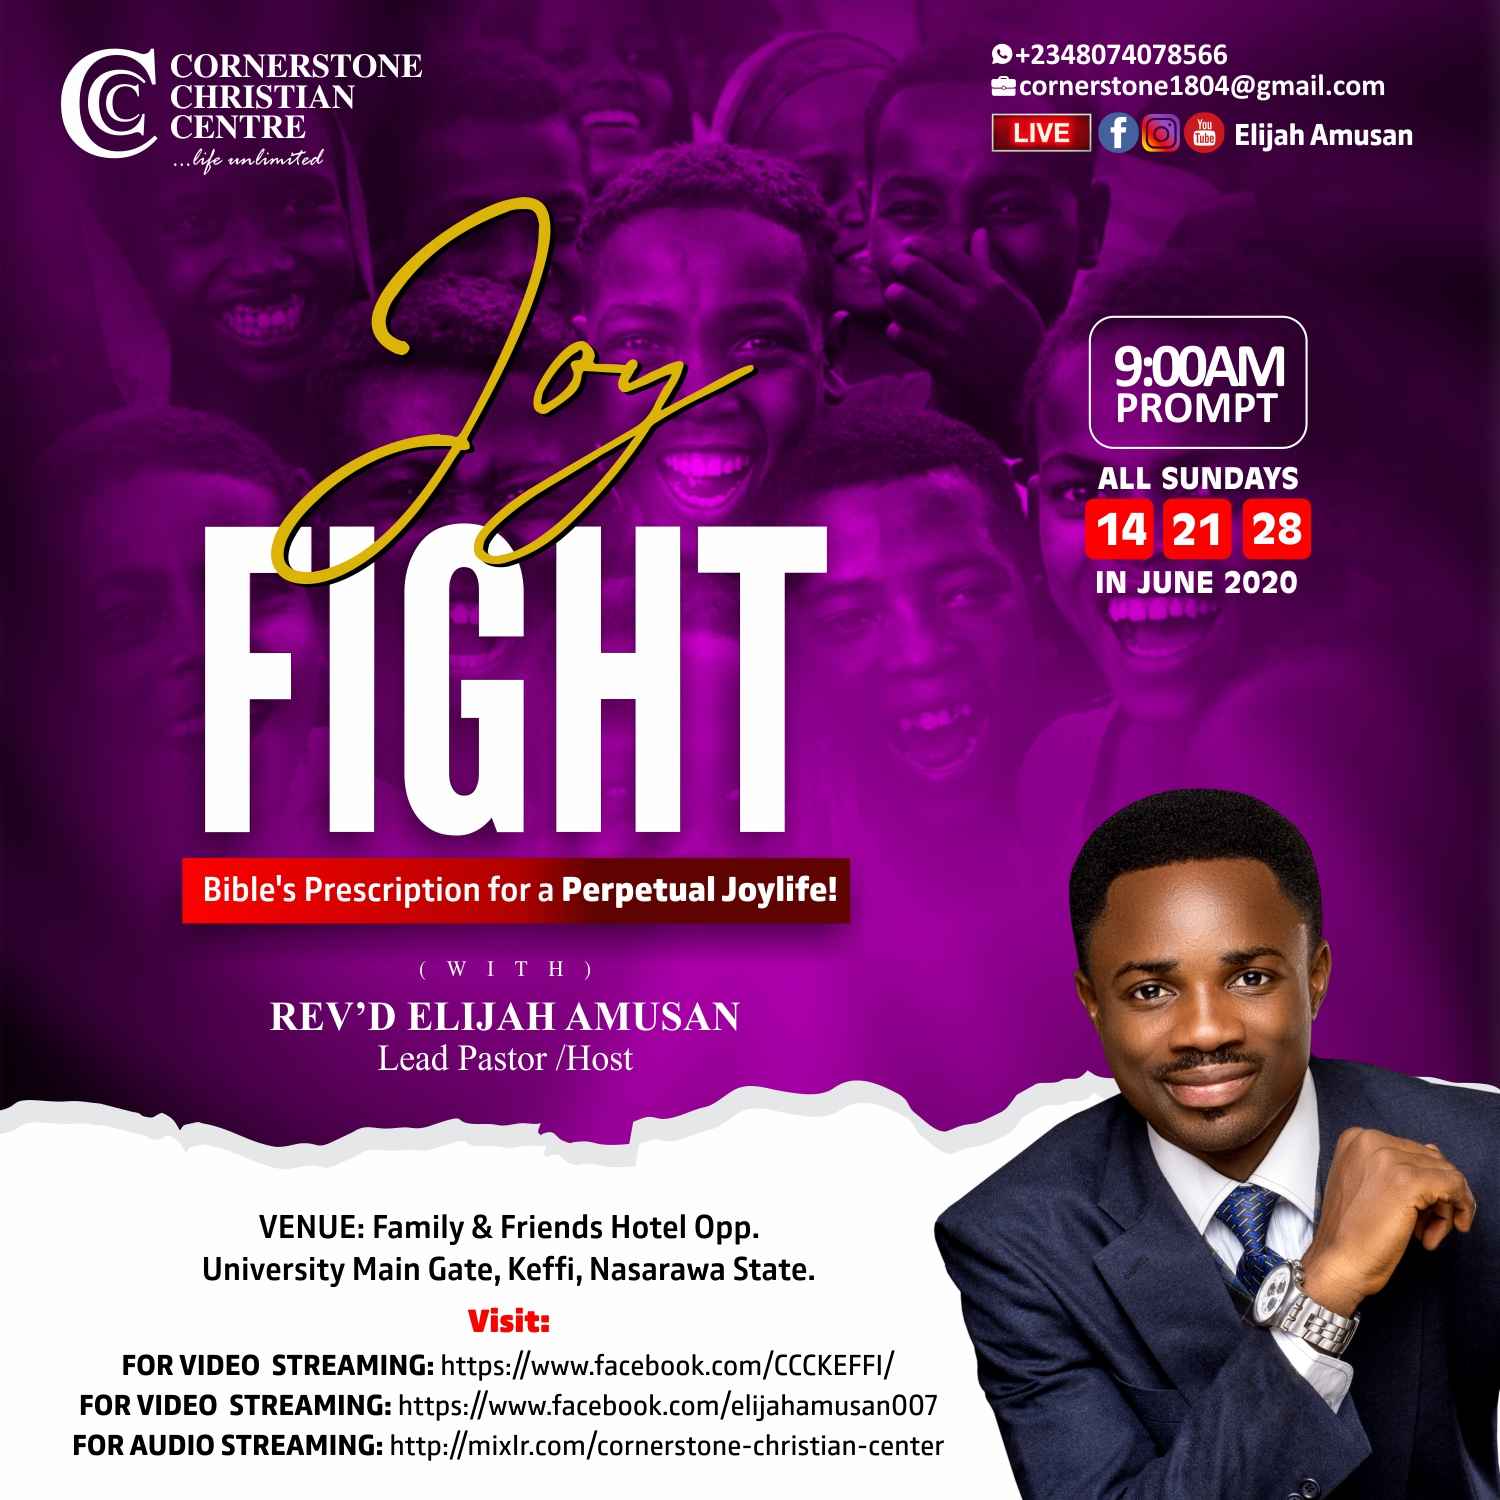 CORNERSTONE
CHRISTIAN
CENTRE
...life unlimited
+2348074078566
cornerstone1804@gmail.com
LIVE f You Tube Elijah Amusan
Joy
FIGHT
9:00AM
PROMPT
ALL SUNDAYS
14 21 28
IN JUNE 2020
Bible's Prescription for a Perpetual Joylife!
( W I T H )
REV'D ELIJAH AMUSAN
Lead Pastor /Host
VENUE: Family & Friends Hotel Opp.
University Main Gate, Keffi, Nasarawa State.
Visit:
FOR VIDEO STREAMING: https://www.facebook.com/CCCKEFFI/
FOR VIDEO STREAMING: https://www.facebook.com/elijahamusan007
FOR AUDIO STREAMING: http://mixlr.com/cornerstone-christian-center